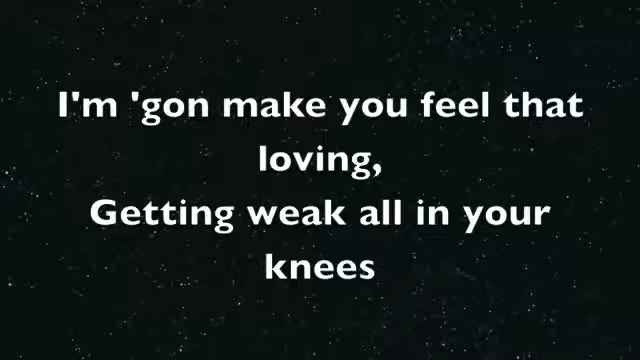 I'm 'gon make you feel that
loving,
Getting weak all in your
knees